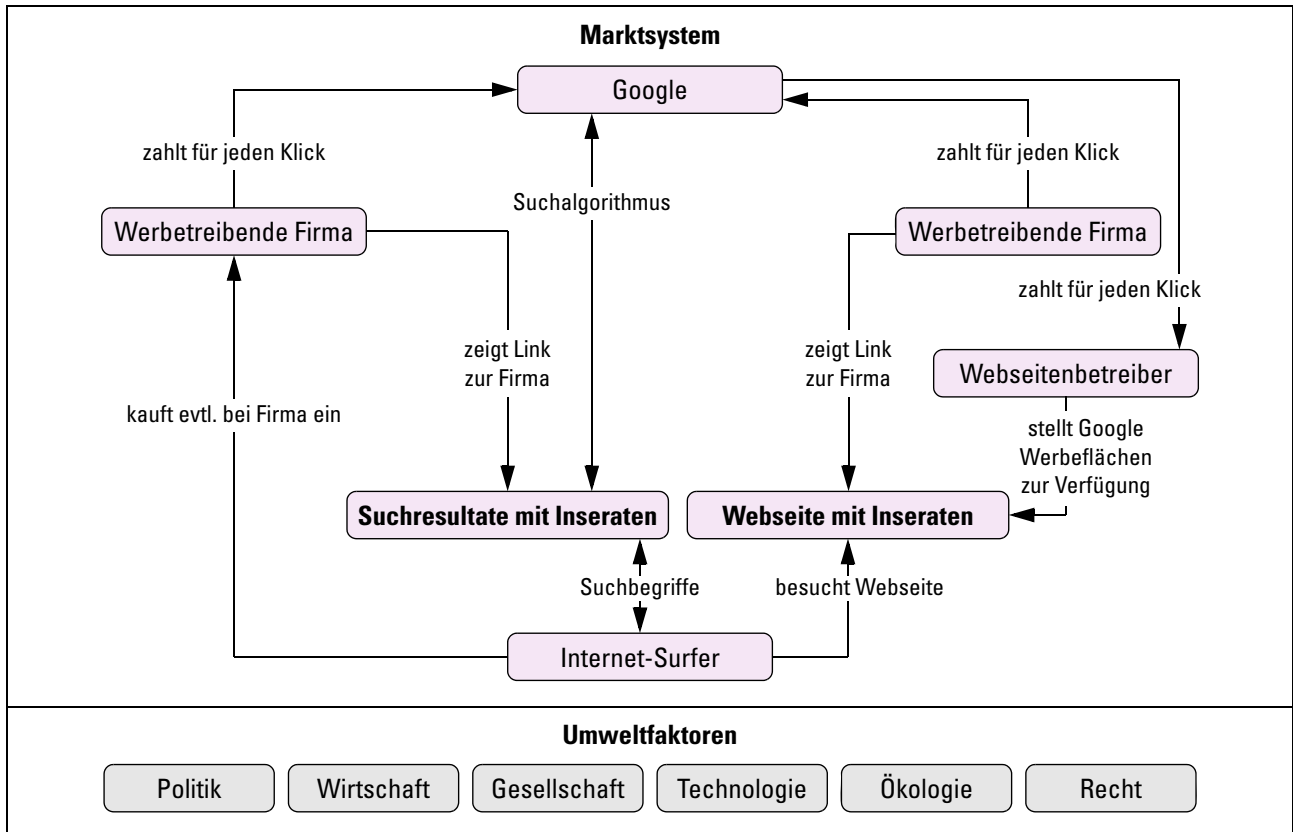 Marktsystem
Google
zahlt für jeden Klick
zahlt für jeden Klick
Suchalgorithmus
Werbetreibende Firma
Werbetreibende Firma
zahlt für jeden Klick
zeigt Link
zur Firma
zeigt Link
zur Firma
Webseitenbetreiber
kauft evtl. bei Firma ein
stellt Google
Werbeflächen
zur Verfügung
Suchresultate mit Inseraten
Webseite mit Inseraten
Suchbegriffe
besucht Webseite
Internet-Surfer
Umweltfaktoren
Politik
Wirtschaft
Gesellschaft
Technologie
Ökologie
Recht